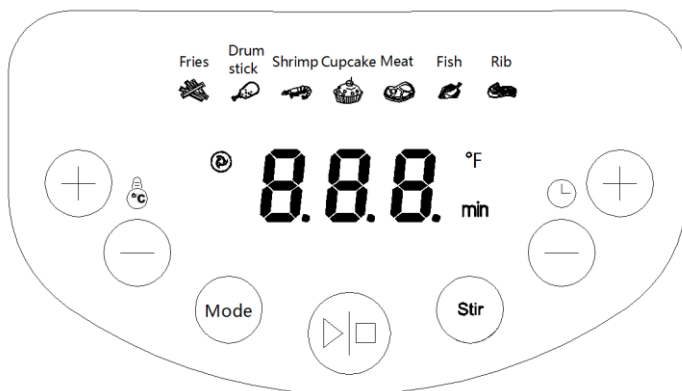 Fries Drum stick Shrimp Cupcake Meat Fish Rib
8.8.8.
°F
°C
min
Mode
Stir